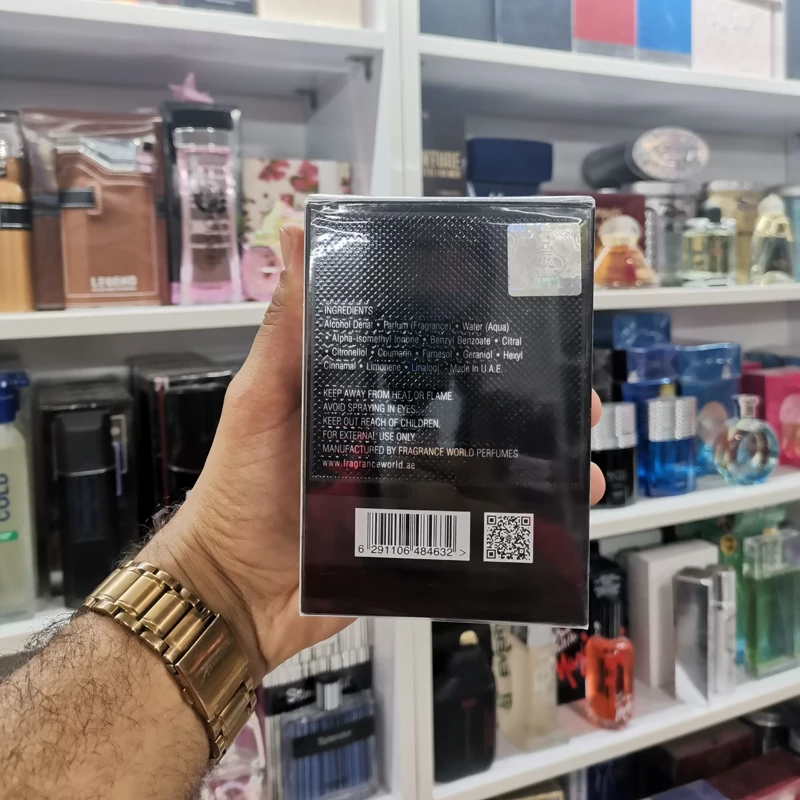 LEGEND
INGREDIENTS
Alcohol Denat • Parfum (Fragrance) • Water (Aqua)
• Alpha-isomethyl Ionone • Benzyl Benzoate • Citral
• Citronellol • Coumarin • Farnesol • Geraniol • Hexyl
Cinnamal • Limonene • Linalool • Made In U.A.E.
KEEP AWAY FROM HEAT OR FLAME
AVOID SPRAYING IN EYES.
KEEP OUT REACH OF CHILDREN.
FOR EXTERNAL USE ONLY
MANUFACTURED BY FRAGRANCE WORLD PERFUMES
www.fragranceworld.ae
6 291106 484632 >
COLD